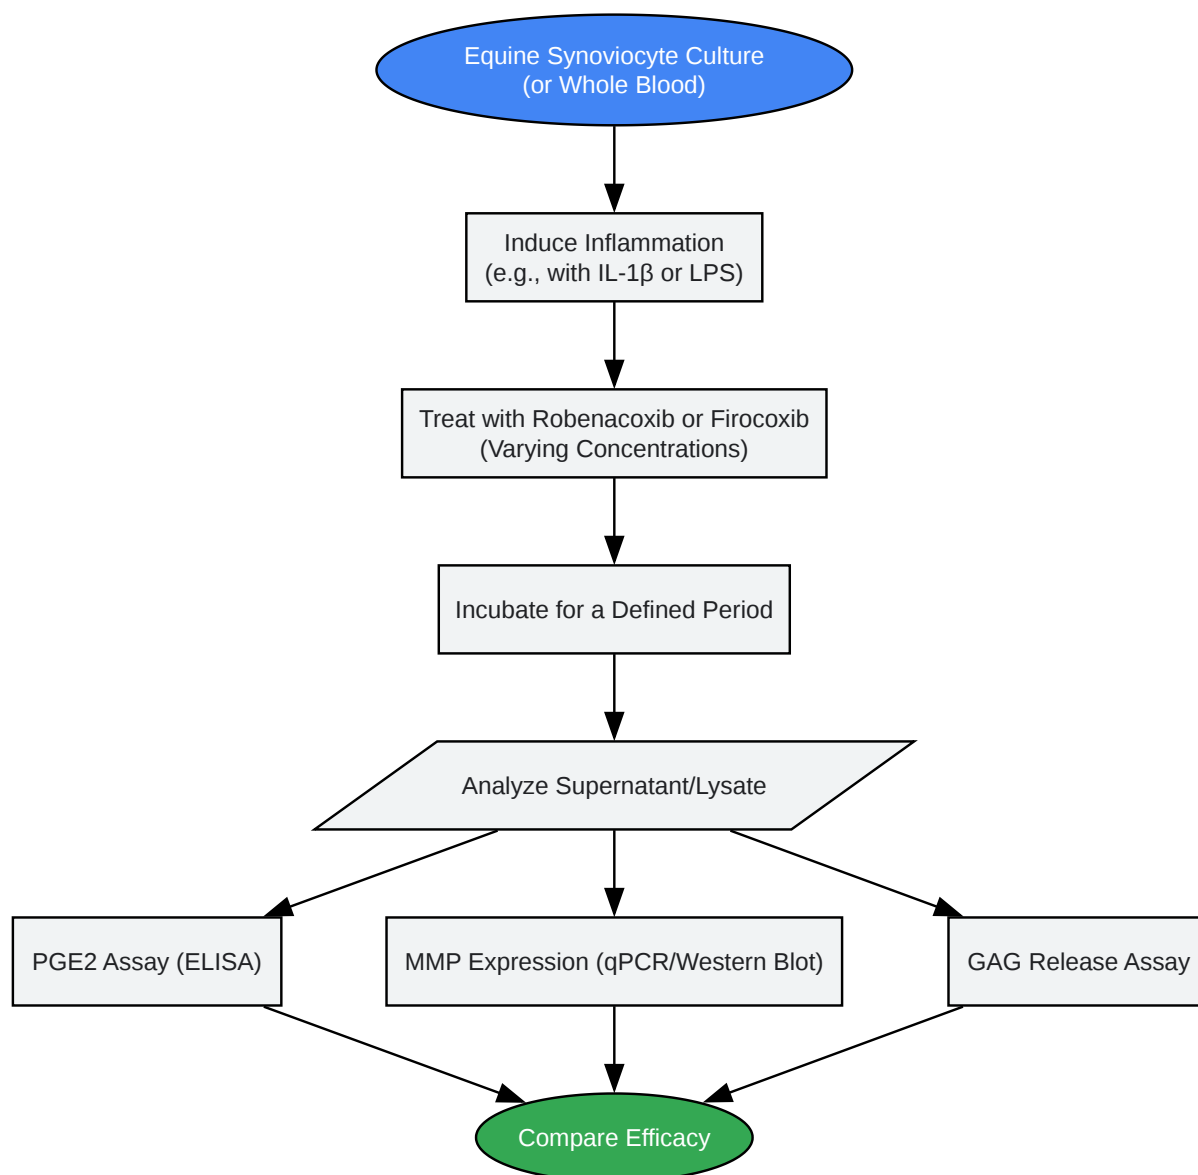 Equine Synoviocyte Culture
(or Whole Blood)
Induce Inflammation
(e.g., with IL-1β or LPS)
Treat with Robenacoxib or Firocoxib
(Varying Concentrations)
Incubate for a Defined Period
Analyze Supernatant/Lysate
PGE2 Assay (ELISA)
MMP Expression (qPCR/Western Blot)
GAG Release Assay
Compare Efficacy